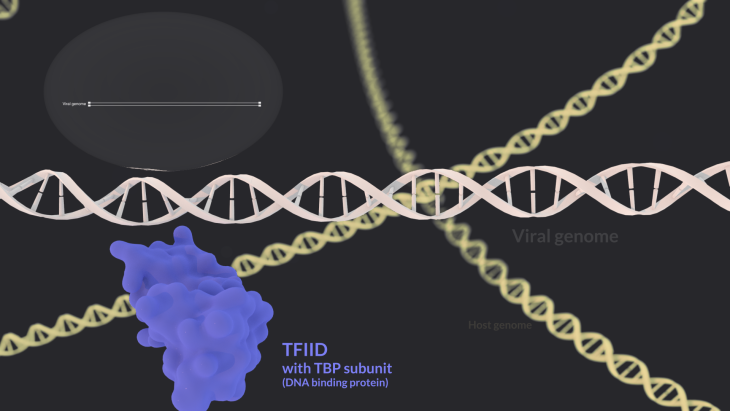 Viral genome
Viral genome
Host genome
TFIID
with TBP subunit
(DNA binding protein)